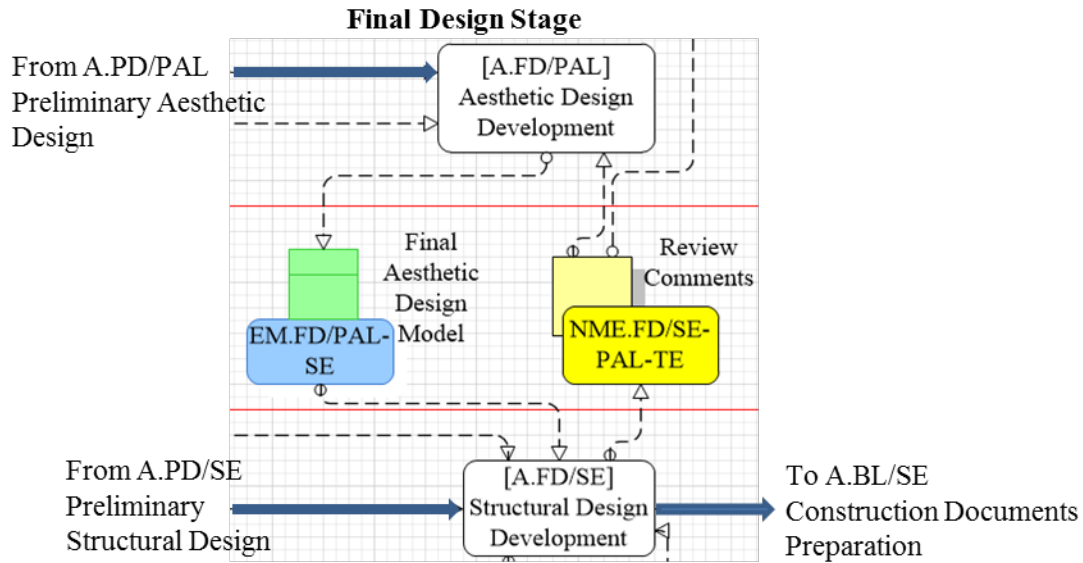 Final Design Stage
From A.PD/PAL
Preliminary Aesthetic
Design
[A.FD/PAL]
Aesthetic Design
Development
Final
Aesthetic
Design
Model
Review
Comments
EM.FD/PAL-
SE
NME.FD/SE-
PAL-TE
From A.PD/SE
Preliminary
Structural Design
[A.FD/SE]
Structural Design
Development
To A.BL/SE
Construction Documents
Preparation